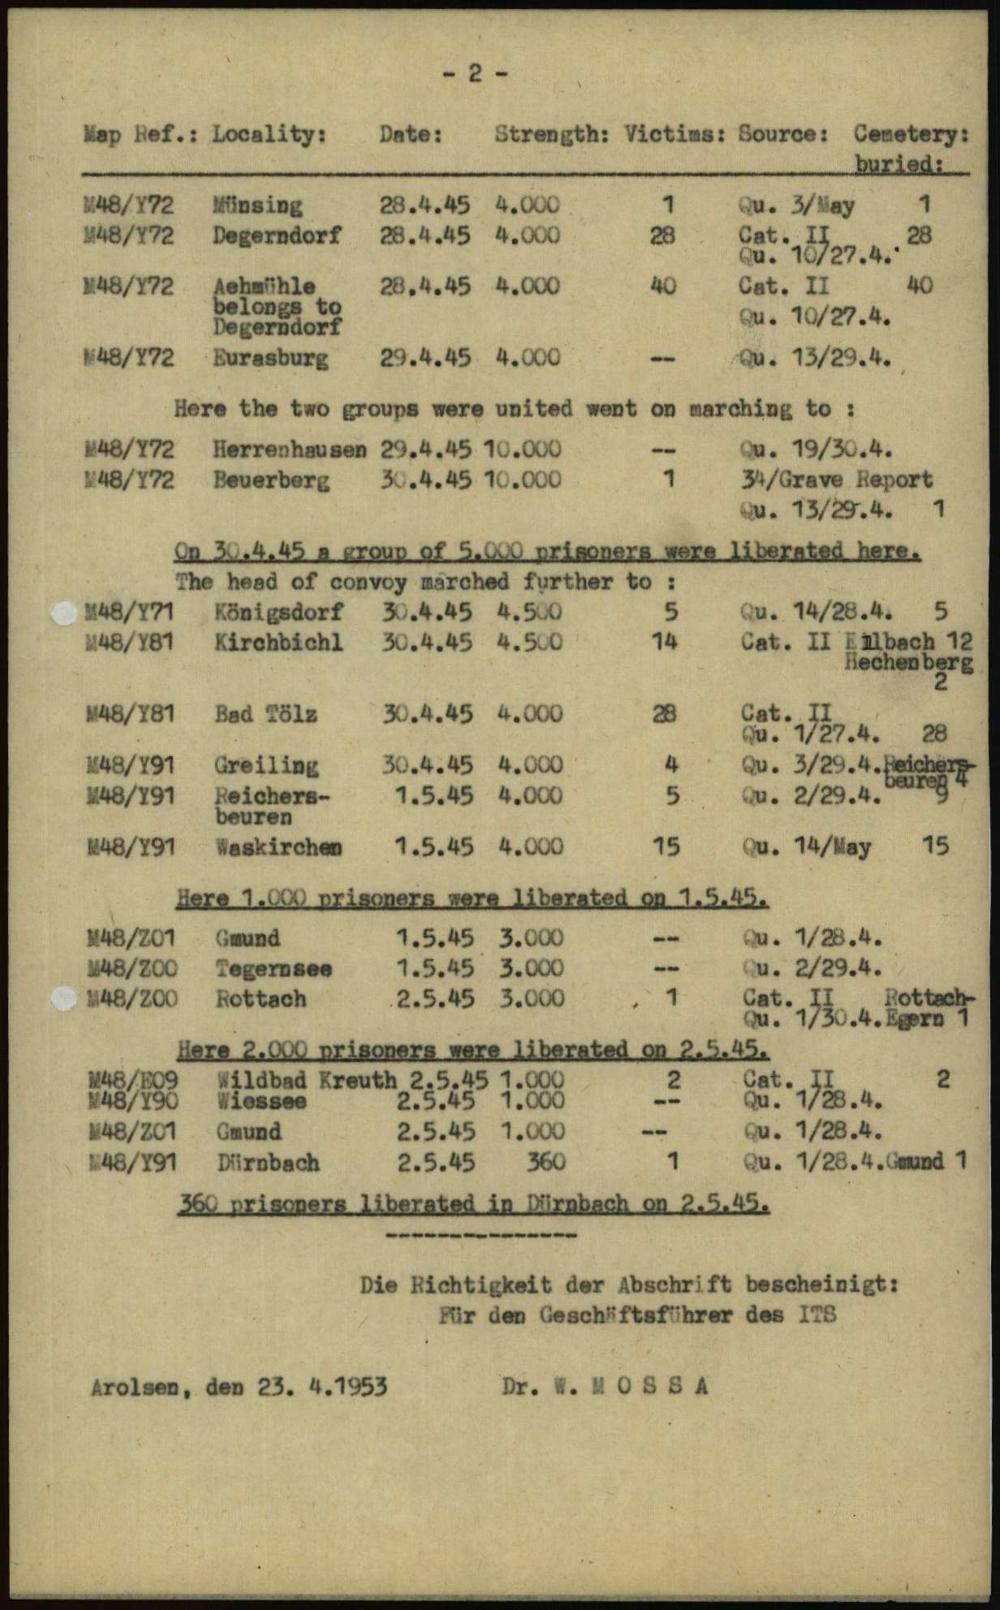 - 2 -
Map Ref.: Locality: Date: Strength: Victims: Source: Cemetery:
buried:
M48/Y72 Münsing 28.4.45 4.000 1 Qu. 3/May 1
M48/Y72 Degerndorf 28.4.45 4.000 28 Cat. II 28
Qu. 10/27.4.
M48/Y72 Aehmühle 28.4.45 4.000 40 Cat. II 40
belongs to
Qu. 10/27.4.
Degerndorf
M48/Y72 Eurasburg 29.4.45 4.000 -- Qu. 13/29.4.
Here the two groups were united went on marching to :
M48/Y72 Herrenhausen 29.4.45 10.000 -- Qu. 19/30.4.
M48/Y72 Beuerberg 30.4.45 10.000 1 34/Grave Report
Qu. 13/29.4. 1
On 30.4.45 a group of 5.000 prisoners were liberated here.
The head of convoy marched further to :
M48/Y71 Königsdorf 30.4.45 4.500 5 Qu. 14/28.4. 5
M48/Y81 Kirchbichl 30.4.45 4.500 14 Cat. II Ellbach 12
Hechenberg
2
M48/Y81 Bad Tölz 30.4.45 4.000 28 Cat. II
Qu. 1/27.4. 28
M48/Y91 Greiling 30.4.45 4.000 4 Qu. 3/29.4. Reichers-
beuren 4
M48/Y91 Reichers- 1.5.45 4.000 5 Qu. 2/29.4. 9
beuren
M48/Y91 Waskirchen 1.5.45 4.000 15 Qu. 14/May 15
Here 1.000 prisoners were liberated on 1.5.45.
M48/Z01 Gmund 1.5.45 3.000 -- Qu. 1/28.4.
M48/Z00 Tegernsee 1.5.45 3.000 -- Qu. 2/29.4.
M48/Z00 Rottach 2.5.45 3.000 1 Cat. II Rottach-
Qu. 1/30.4. Egern 1
Here 2.000 prisoners were liberated on 2.5.45.
M48/E09 Wildbad Kreuth 2.5.45 1.000 2 Cat. II 2
M48/Y90 Wiessee 2.5.45 1.000 -- Qu. 1/28.4.
M48/Z01 Gmund 2.5.45 1.000 -- Qu. 1/28.4.
M48/Y91 Dürnbach 2.5.45 360 1 Qu. 1/28.4. Gmund 1
360 prisoners liberated in Dürnbach on 2.5.45.
---------------
Die Richtigkeit der Abschrift bescheinigt:
Für den Geschäftsführer des ITS
Arolsen, den 23. 4.1953 Dr. W. M O S S A